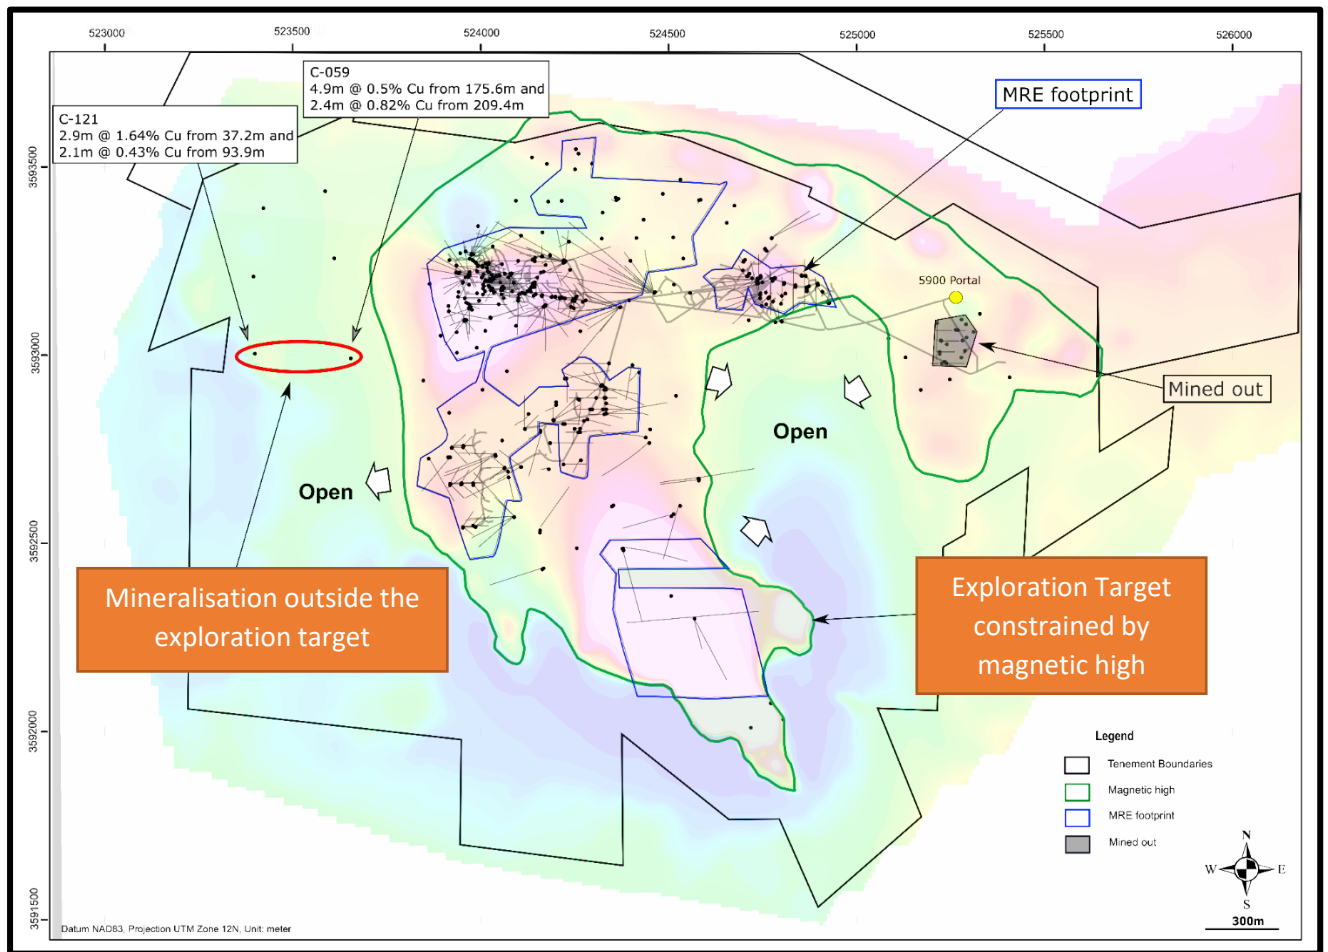 523000
523500
524000
524500
525000
525500
526000
C-059
4.9m @ 0.5% Cu from 175.6m and
2.4m @ 0.82% Cu from 209.4m
C-121
2.9m @ 1.64% Cu from 37.2m and
2.1m @ 0.43% Cu from 93.9m
MRE footprint
3593500
5900 Portal
3593000
Mined out
Open
Open
3592500
Mineralisation outside the
exploration target
Exploration Target
constrained by
magnetic high
3592000
Legend
Tenement Boundaries
Magnetic high
MRE footprint
Mined out
N
W
E
S
300m
3591500
Datum NAD83, Projection UTM Zone 12N, Unit: meter